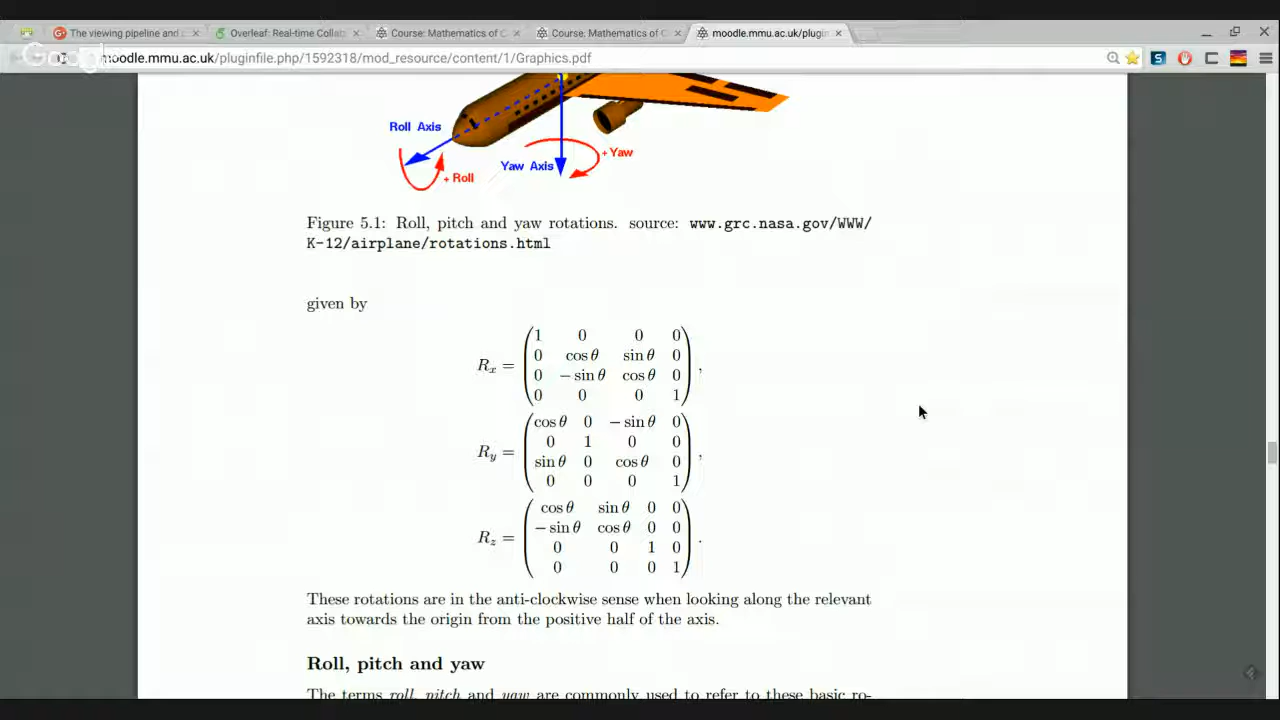 The viewing pipeline and
Overleaf: Real-time Collab
Course: Mathematics of C
Course: Mathematics of C
moodle.mmu.ac.uk/plugin
Google
moodle.mmu.ac.uk/pluginfile.php/1592318/mod_resource/content/1/Graphics.pdf
Roll Axis
+ Roll
Yaw Axis
+ Yaw
Figure 5.1: Roll, pitch and yaw rotations. source: www.grc.nasa.gov/WWW/
K-12/airplane/rotations.html
given by
1 0 0 0
0 cos θ sin θ 0
R_x = 0 − sin θ cos θ 0 ,
0 0 0 1
cos θ 0 − sin θ 0
0 1 0 0
R_y = sin θ 0 cos θ 0 ,
0 0 0 1
cos θ sin θ 0 0
− sin θ cos θ 0 0
R_z = 0 0 1 0 .
0 0 0 1
These rotations are in the anti-clockwise sense when looking along the relevant
axis towards the origin from the positive half of the axis.
Roll, pitch and yaw
The terms roll, pitch and yaw are commonly used to refer to these basic ro-